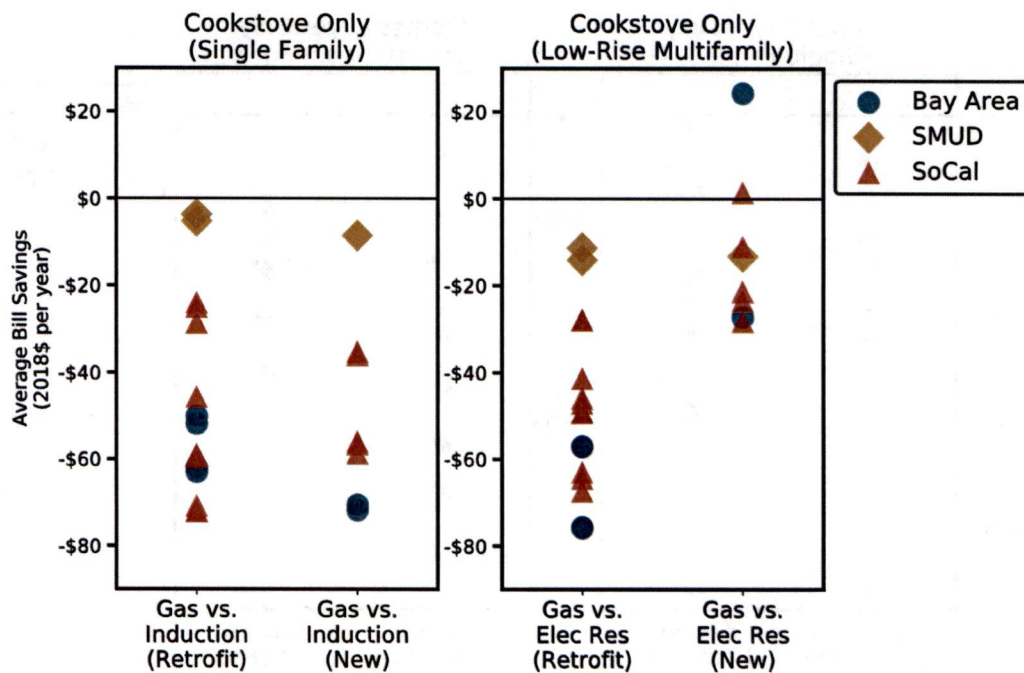 Cookstove Only
(Single Family)
Cookstove Only
(Low-Rise Multifamily)
Average Bill Savings
(2018$ per year)
$20
$0
-$20
-$40
-$60
-$80
$20
$0
-$20
-$40
-$60
-$80
Bay Area
SMUD
SoCal
Gas vs.
Induction
(Retrofit)
Gas vs.
Induction
(New)
Gas vs.
Elec Res
(Retrofit)
Gas vs.
Elec Res
(New)